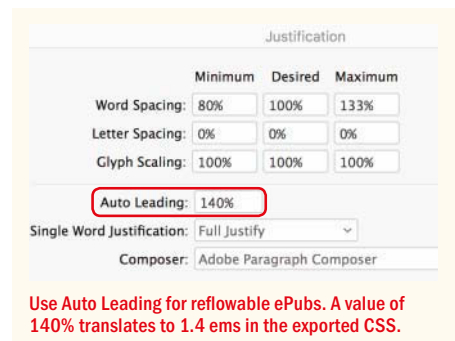 Justification
Minimum Desired Maximum
Word Spacing: 80% 100% 133%
Letter Spacing: 0% 0% 0%
Glyph Scaling: 100% 100% 100%
Auto Leading: 140%
Single Word Justification: Full Justify
Composer: Adobe Paragraph Composer
Use Auto Leading for reflowable ePubs. A value of
140% translates to 1.4 ems in the exported CSS.